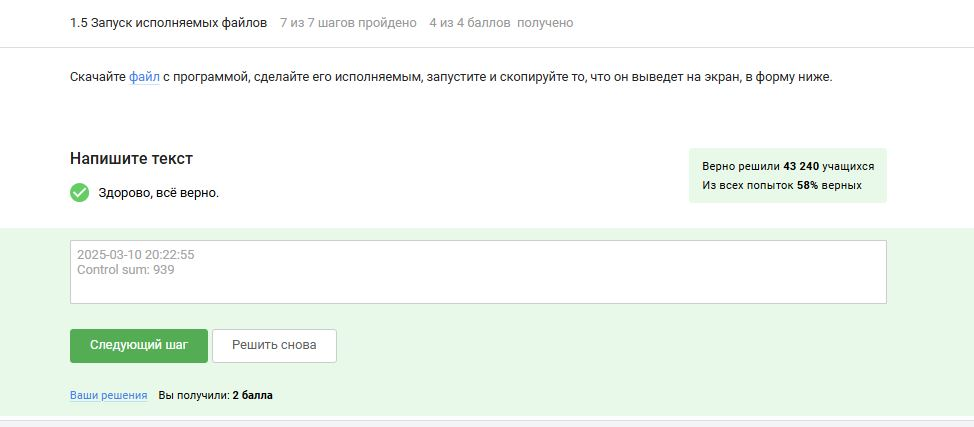 1.5 Запуск исполняемых файлов 7 из 7 шагов пройдено 4 из 4 баллов получено
Скачайте файл с программой, сделайте его исполняемым, запустите и скопируйте то, что он выведет на экран, в форму ниже.
Напишите текст
Здорово, всё верно.
Верно решили 43 240 учащихся
Из всех попыток 58% верных
2025-03-10 20:22:55
Control sum: 939
Следующий шаг
Решить снова
Ваши решения Вы получили: 2 балла